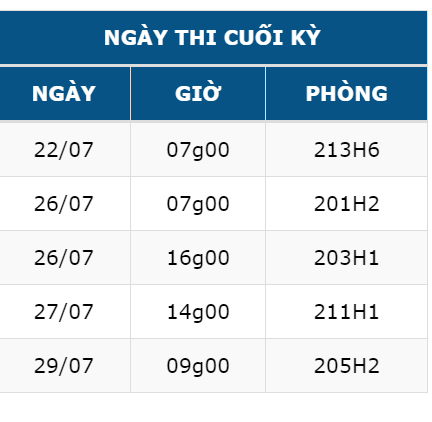 NGÀY THI CUỐI KỲ
NGÀY GIỜ PHÒNG
22/07 07g00 213H6
26/07 07g00 201H2
26/07 16g00 203H1
27/07 14g00 211H1
29/07 09g00 205H2